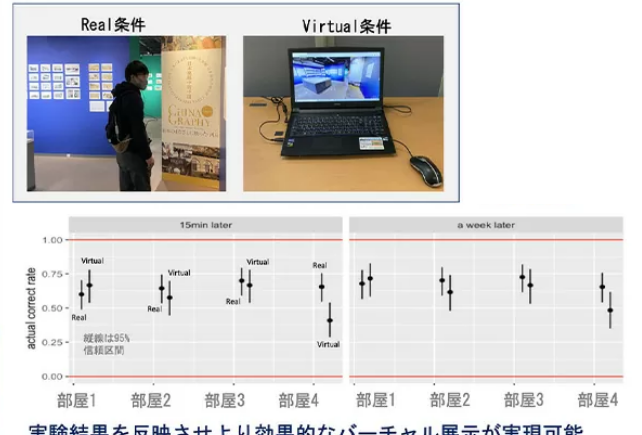 Real条件
Virtual条件
CHINA
GRAPHY
15min later
a week later
actual correct rate
1.00
0.75
0.50
0.25
0.00
Virtual
Real
Virtual
Real
Virtual
Real
Real
Virtual
縦線は95%
信頼区間
部屋1
部屋2
部屋3
部屋4
部屋1
部屋2
部屋3
部屋4
実験結果を反映させより効果的なバーチャル展示が実現可能